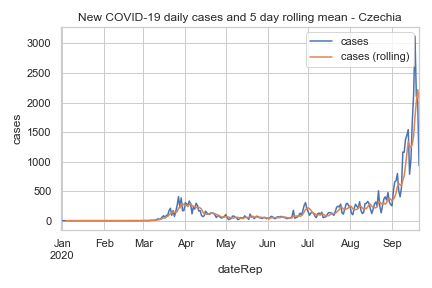 New COVID-19 daily cases and 5 day rolling mean - Czechia
cases
cases (rolling)
3000
2500
2000
1500
1000
500
0
cases
Jan Feb Mar Apr May Jun Jul Aug Sep
2020
dateRep